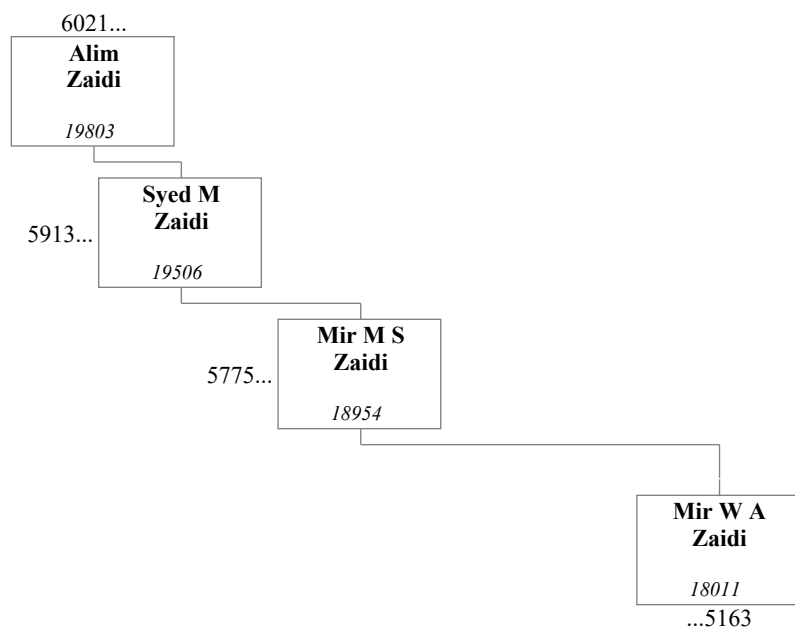 6021...
Alim
Zaidi
19803
Syed M
Zaidi
5913...
19506
Mir M S
Zaidi
5775...
18954
Mir W A
Zaidi
18011
...5163